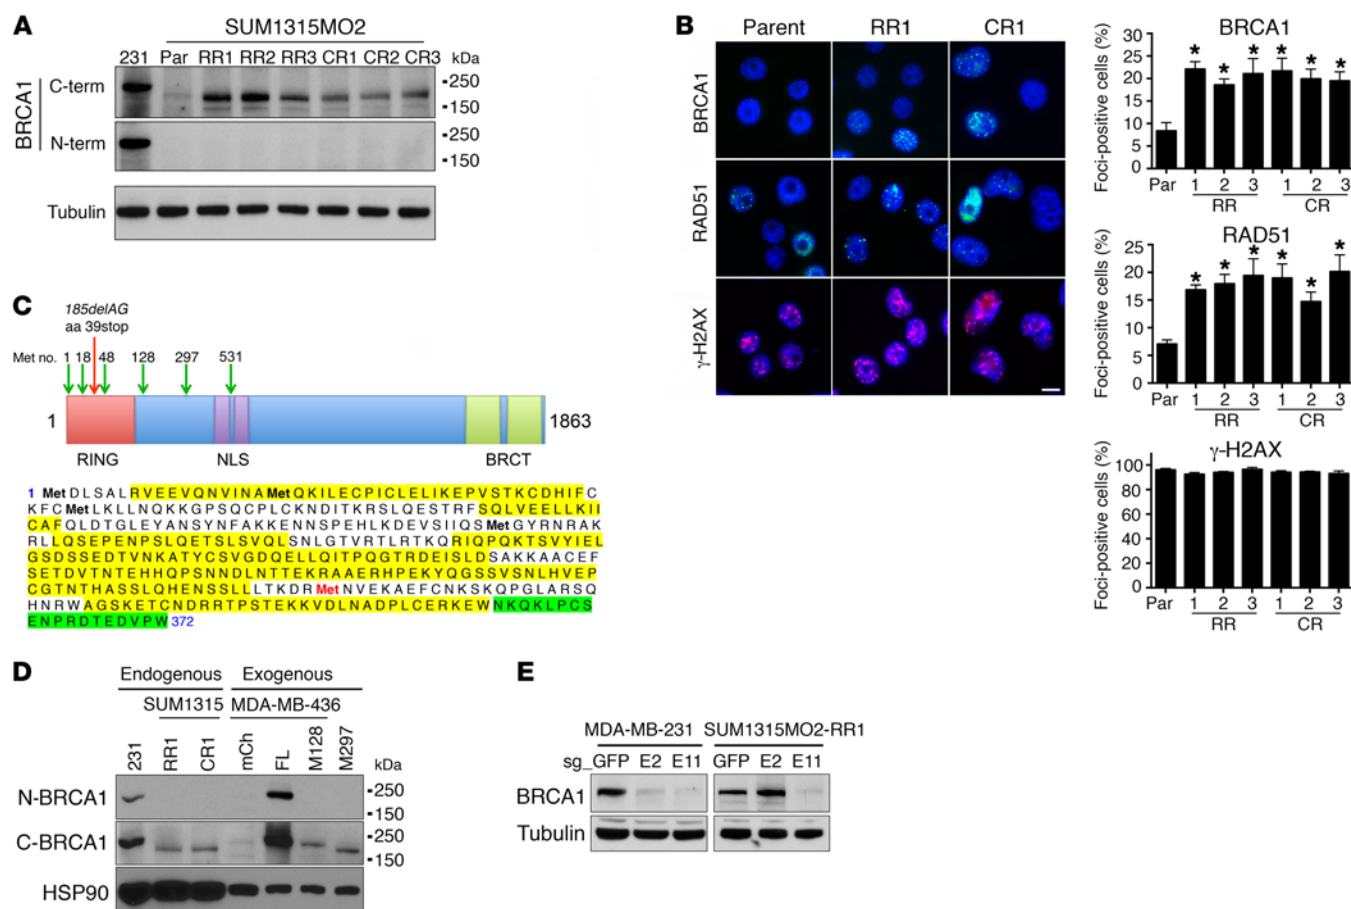 A
SUM1315MO2
231 Par RR1 RR2 RR3 CR1 CR2 CR3 kDa
BRCA1
C-term
250
150
N-term
250
150
Tubulin
B
Parent RR1 CR1
BRCA1
RAD51
γ-H2AX
BRCA1
Foci-positive cells (%)
30
25
20
15
10
5
0
* * * * * *
Par 1 2 3 1 2 3
RR CR
RAD51
Foci-positive cells (%)
25
20
15
10
5
0
* * * * * *
Par 1 2 3 1 2 3
RR CR
γ-H2AX
Foci-positive cells (%)
100
80
60
40
20
0
Par 1 2 3 1 2 3
RR CR
C
185delAG
aa 39stop
Met no. 1 18 48 128 297 531
1 1863
RING NLS BRCT
1 Met D L S A L R V E E V Q N V I N A Met Q K I L E C P I C L E L I K E P V S T K C D H I F C
K F C Met L K L L N Q K K G P S Q C P L C K N D I T K R S L Q E S T R F S Q L V E E L L K I I
C A F Q L D T G L E Y A N S Y N F A K K E N N S P E H L K D E V S I I Q S Met G Y R N R A K
R L L Q S E P E N P S L Q E T S L S V Q L S N L G T V R T L R T K Q R I Q P Q K T S V Y I E L
G S D S S E D T V N K A T Y C S V G D Q E L L Q I T P Q G T R D E I S L D S A K K A A C E F
S E T D V T N T E H H Q P S N N D L N T T E K R A A E R H P E K Y Q G S S V S N L H V E P
C G T N T H A S S L Q H E N S S L L L T K D R Met N V E K A E F C N K S K Q P G L A R S Q
H N R W A G S K E T C N D R R T P S T E K K V D L N A D P L C E R K E W N K Q K L P C S
E N P R D T E D V P W 372
D
Endogenous Exogenous
SUM1315 MDA-MB-436
231 RR1 CR1 mCh FL M128 M297 kDa
N-BRCA1
250
150
C-BRCA1
250
150
HSP90
E
MDA-MB-231 SUM1315MO2-RR1
sg_GFP E2 E11 GFP E2 E11
BRCA1
Tubulin